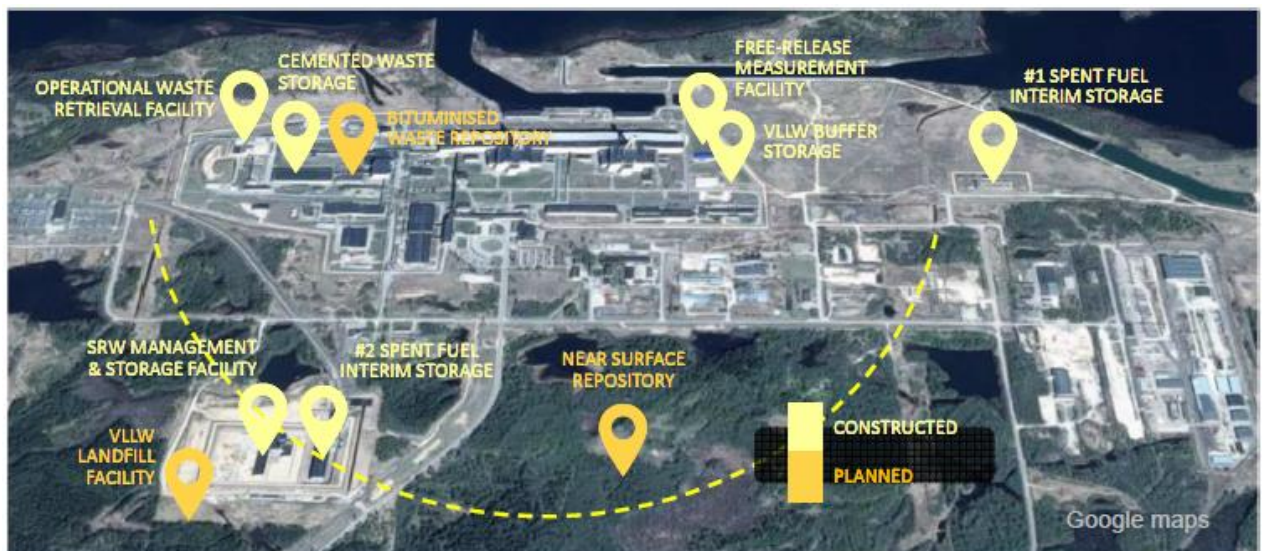 OPERATIONAL WASTE
RETRIEVAL FACILITY
CEMENTED WASTE
STORAGE
BITUMINISED
WASTE REPOSITORY
FREE-RELEASE
MEASUREMENT
FACILITY
VLLW BUFFER
STORAGE
#1 SPENT FUEL
INTERIM STORAGE
SRW MANAGEMENT
& STORAGE FACILITY
#2 SPENT FUEL
INTERIM STORAGE
NEAR SURFACE
REPOSITORY
VLLW
LANDFILL
FACILITY
CONSTRUCTED
PLANNED
Google maps